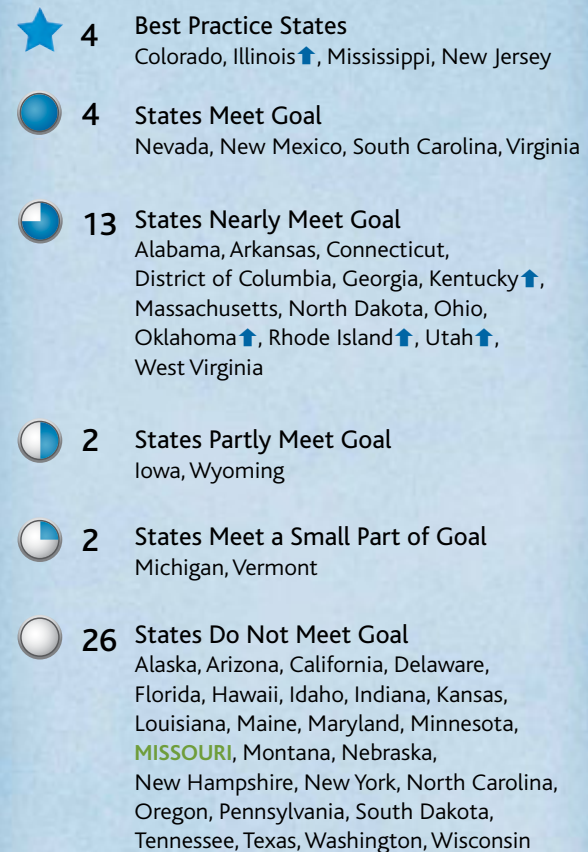 4 Best Practice States
Colorado, Illinois⬆, Mississippi, New Jersey
4 States Meet Goal
Nevada, New Mexico, South Carolina, Virginia
13 States Nearly Meet Goal
Alabama, Arkansas, Connecticut,
District of Columbia, Georgia, Kentucky⬆,
Massachusetts, North Dakota, Ohio,
Oklahoma⬆, Rhode Island⬆, Utah⬆,
West Virginia
2 States Partly Meet Goal
Iowa, Wyoming
2 States Meet a Small Part of Goal
Michigan, Vermont
26 States Do Not Meet Goal
Alaska, Arizona, California, Delaware,
Florida, Hawaii, Idaho, Indiana, Kansas,
Louisiana, Maine, Maryland, Minnesota,
MISSOURI, Montana, Nebraska,
New Hampshire, New York, North Carolina,
Oregon, Pennsylvania, South Dakota,
Tennessee, Texas, Washington, Wisconsin